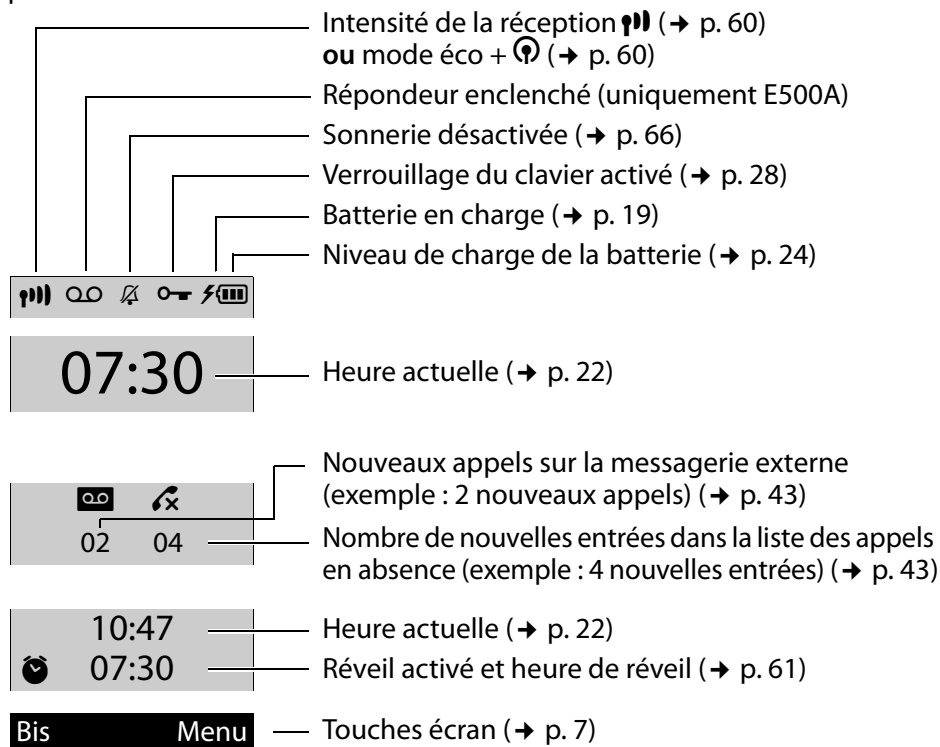 Intensité de la réception (➔ p. 60)
ou mode éco + (➔ p. 60)
Répondeur enclenché (uniquement E500A)
Sonnerie désactivée (➔ p. 66)
Verrouillage du clavier activé (➔ p. 28)
Batterie en charge (➔ p. 19)
Niveau de charge de la batterie (➔ p. 24)
07:30
Heure actuelle (➔ p. 22)
Nouveaux appels sur la messagerie externe
(exemple : 2 nouveaux appels) (➔ p. 43)
02 04
Nombre de nouvelles entrées dans la liste des appels
en absence (exemple : 4 nouvelles entrées) (➔ p. 43)
10:47
Heure actuelle (➔ p. 22)
07:30
Réveil activé et heure de réveil (➔ p. 61)
Bis Menu
Touches écran (➔ p. 7)